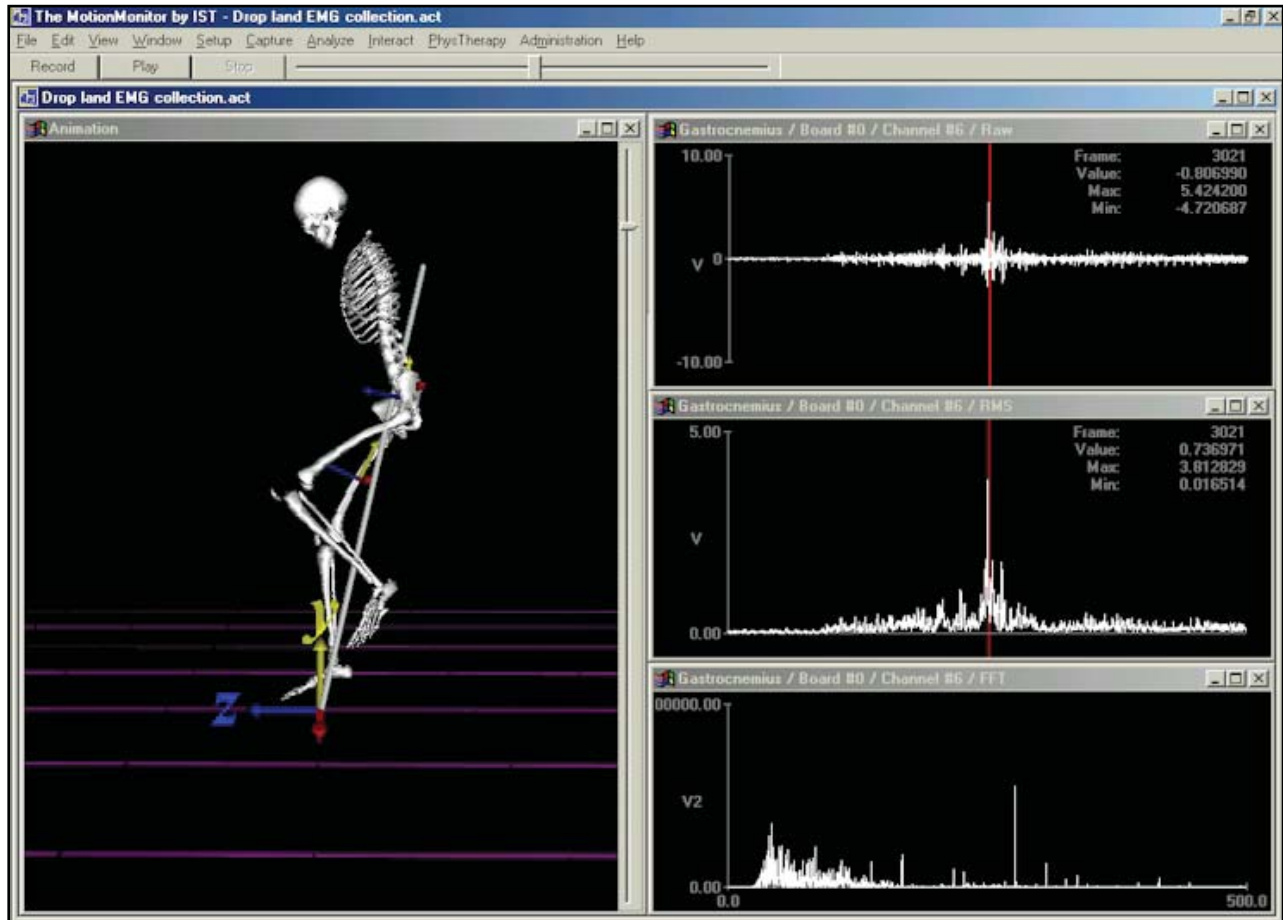 The MotionMonitor by IST - Drop land EMG collection.act
File Edit View Window Setup Capture Analyze Interact PhysTherapy Administration Help
Record Play Stop
Drop land EMG collection.act
Animation
Y
Z
Gastrocnemius / Board #0 / Channel #6 / Raw
10.00
V 0
-10.00
Frame: 3021
Value: -0.806990
Max: 5.424200
Min: -4.720687
Gastrocnemius / Board #0 / Channel #6 / RMS
5.00
V
0.00
Frame: 3021
Value: 0.736971
Max: 3.812829
Min: 0.016514
Gastrocnemius / Board #0 / Channel #6 / FFT
00000.00
V2
0.00
0.0 500.0